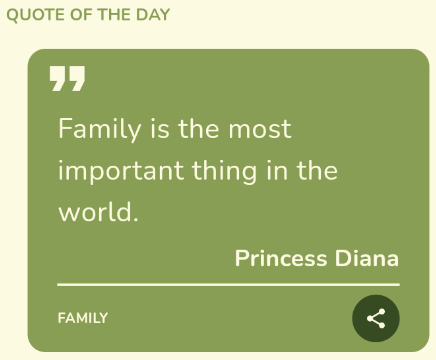 QUOTE OF THE DAY
”
Family is the most
important thing in the
world.
Princess Diana
FAMILY